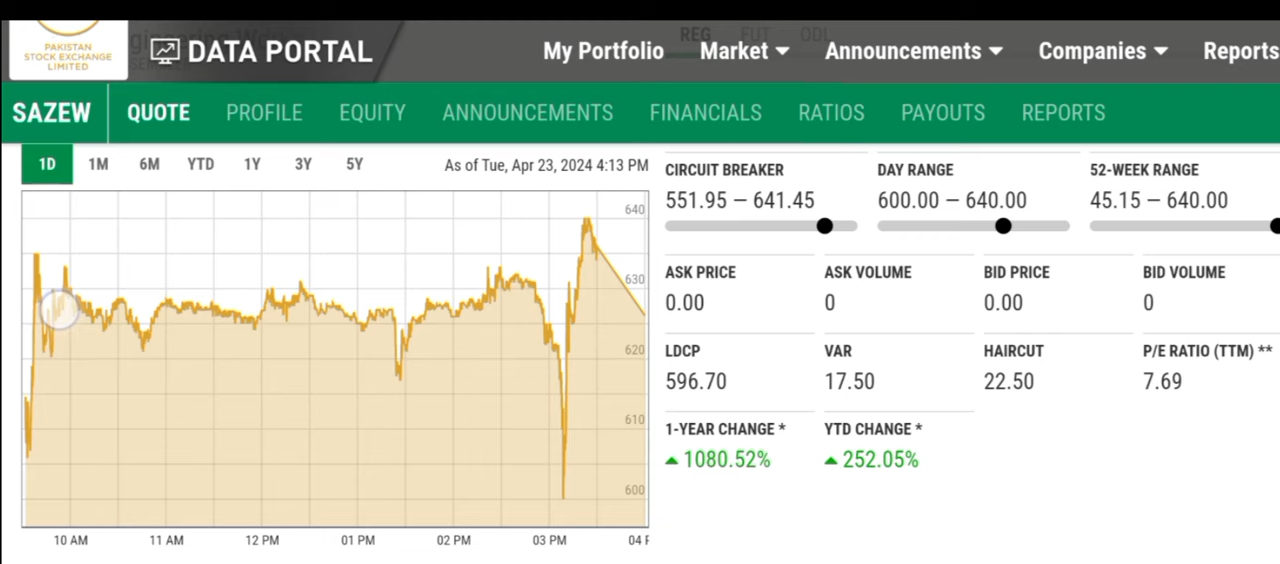 PAKISTAN
STOCK EXCHANGE
LIMITED
DATA PORTAL
REG FUT ODL
My Portfolio Market Announcements Companies Reports
SAZEW QUOTE PROFILE EQUITY ANNOUNCEMENTS FINANCIALS RATIOS PAYOUTS REPORTS
1D 1M 6M YTD 1Y 3Y 5Y As of Tue, Apr 23, 2024 4:13 PM
640
630
620
610
600
10 AM 11 AM 12 PM 01 PM 02 PM 03 PM 04
CIRCUIT BREAKER DAY RANGE 52-WEEK RANGE
551.95 — 641.45 600.00 — 640.00 45.15 — 640.00
ASK PRICE ASK VOLUME BID PRICE BID VOLUME
0.00 0 0.00 0
LDCP VAR HAIRCUT P/E RATIO (TTM) **
596.70 17.50 22.50 7.69
1-YEAR CHANGE * YTD CHANGE *
1080.52% 252.05%